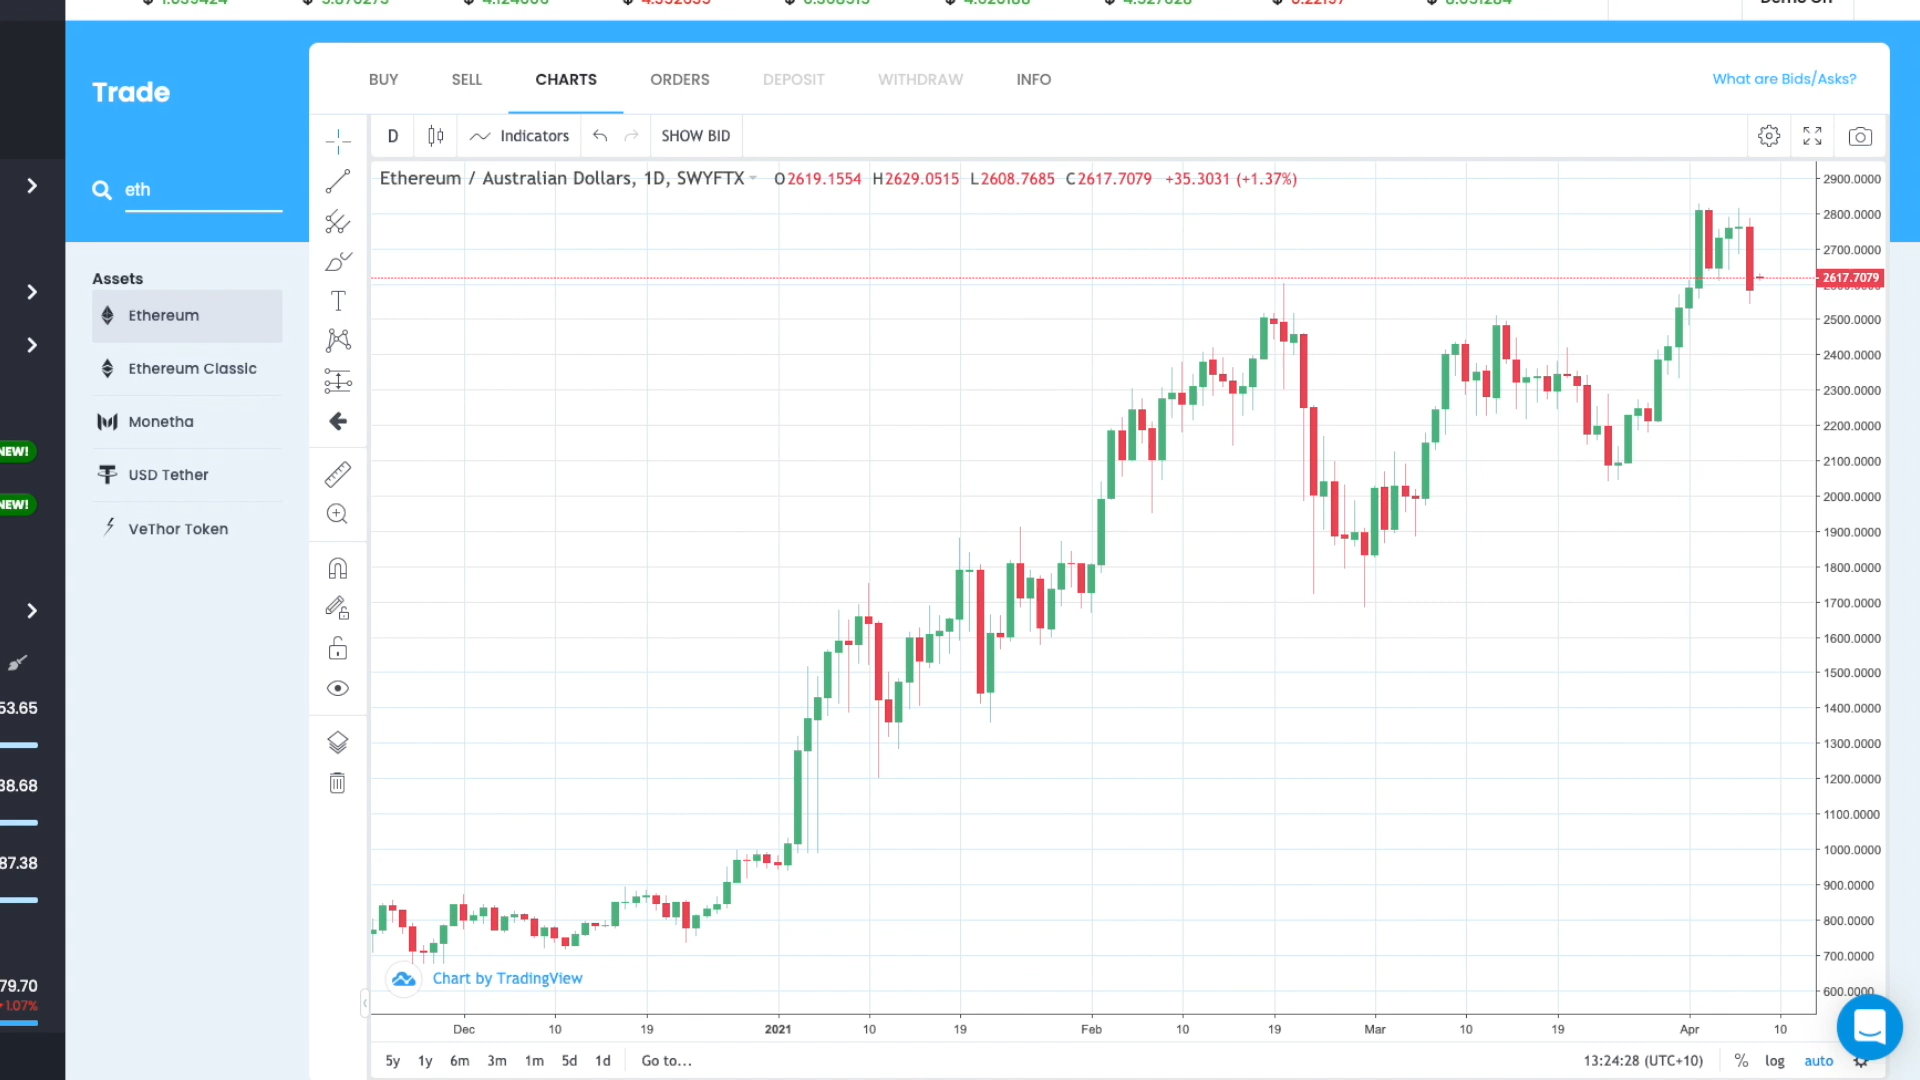 Trade
eth
Assets
Ethereum
Ethereum Classic
Monetha
USD Tether
VeThor Token
NEW!
NEW!
53.65
38.68
87.38
79.70
1.07%
BUY SELL CHARTS ORDERS DEPOSIT WITHDRAW INFO What are Bids/Asks?
D Indicators SHOW BID
Ethereum / Australian Dollars, 1D, SWYFTX O2619.1554 H2629.0515 L2608.7685 C2617.7079 +35.3031 (+1.37%)
2900.0000
2800.0000
2700.0000
2617.7079
2500.0000
2400.0000
2300.0000
2200.0000
2100.0000
2000.0000
1900.0000
1800.0000
1700.0000
1600.0000
1500.0000
1400.0000
1300.0000
1200.0000
1100.0000
1000.0000
900.0000
800.0000
700.0000
600.0000
Chart by TradingView
Dec 10 19 2021 10 19 Feb 10 19 Mar 10 19 Apr 10
5y 1y 6m 3m 1m 5d 1d Go to... 13:24:28 (UTC+10) % log auto